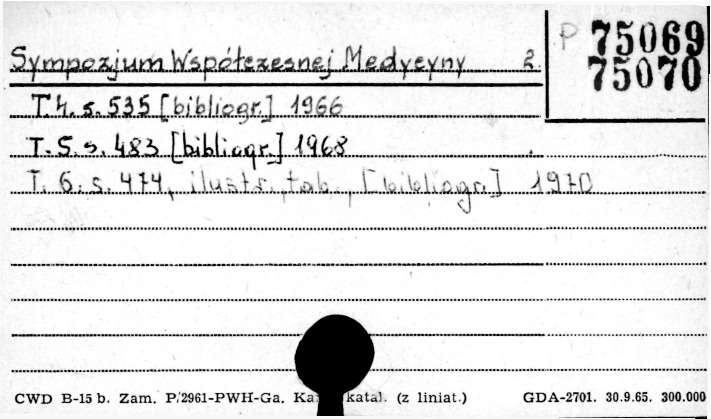 P 75069
75070
Sympozjum Współczesnej Medycyny 2.
T.4. s. 535 [bibliogr.] 1966
T. 5. s. 483 [bibliogr.] 1968
T. 6. s. 474, ilustr., tab., [bibliogr.] 1970
CWD B-15 b. Zam. P/2961-PWH-Ga. Ka katal. (z liniat.) GDA-2701. 30.9.65. 300.000